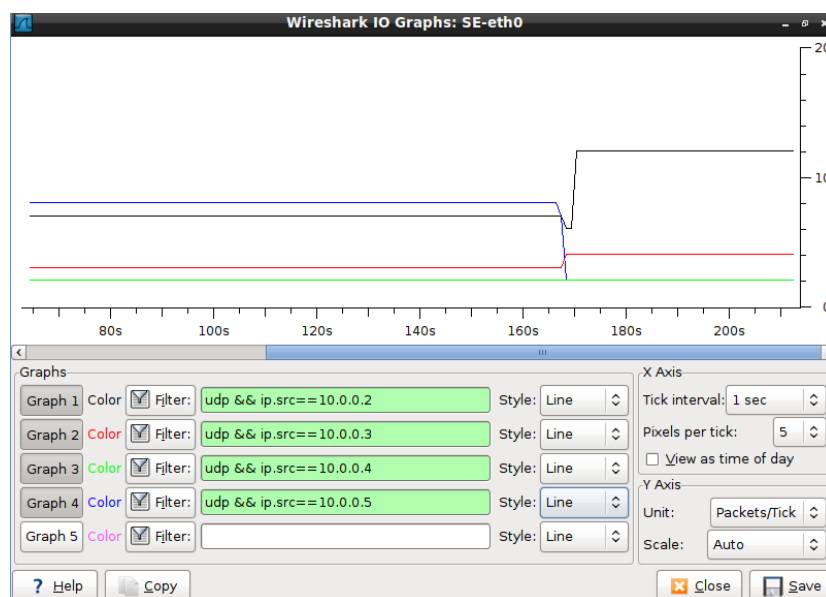 Wireshark IO Graphs: SE-eth0
20
10
0
80s 100s 120s 140s 160s 180s 200s
Graphs
Graph 1 Color Filter: udp && ip.src==10.0.0.2 Style: Line
Graph 2 Color Filter: udp && ip.src==10.0.0.3 Style: Line
Graph 3 Color Filter: udp && ip.src==10.0.0.4 Style: Line
Graph 4 Color Filter: udp && ip.src==10.0.0.5 Style: Line
Graph 5 Color Filter: Style: Line
X Axis
Tick interval: 1 sec
Pixels per tick: 5
View as time of day
Y Axis
Unit: Packets/Tick
Scale: Auto
? Help Copy Close Save